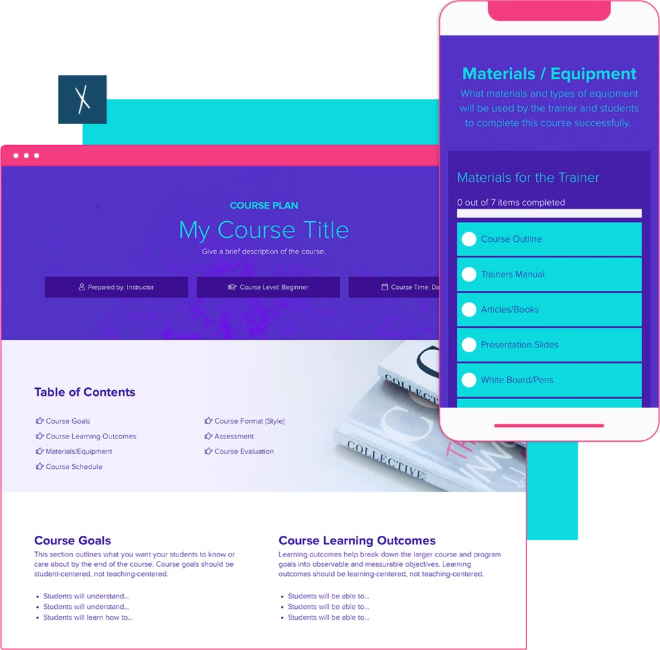 COURSE PLAN
My Course Title
Give a brief description of the course.
Prepared by: Instructor
Course Level: Beginner
Course Time: Da
Table of Contents
Course Goals
Course Learning Outcomes
Materials/Equipment
Course Schedule
Course Format (Style)
Assessment
Course Evaluation
COLLECTIVE
COLLECTIVE
Course Goals
This section outlines what you want your students to know or
care about by the end of the course. Course goals should be
student-centered, not teaching-centered.
• Students will understand...
• Students will understand...
• Students will learn how to...
Course Learning Outcomes
Learning outcomes help break down the larger course and program
goals into observable and measurable objectives. Learning
outcomes should be learning-centered, not teaching-centered.
• Students will be able to...
• Students will be able to...
• Students will be able to...
Materials / Equipment
What materials and types of equipment
will be used by the trainer and students
to complete this course successfully.
Materials for the Trainer
0 out of 7 items completed
Course Outline
Trainers Manual
Articles/Books
Presentation Slides
White Board/Pens